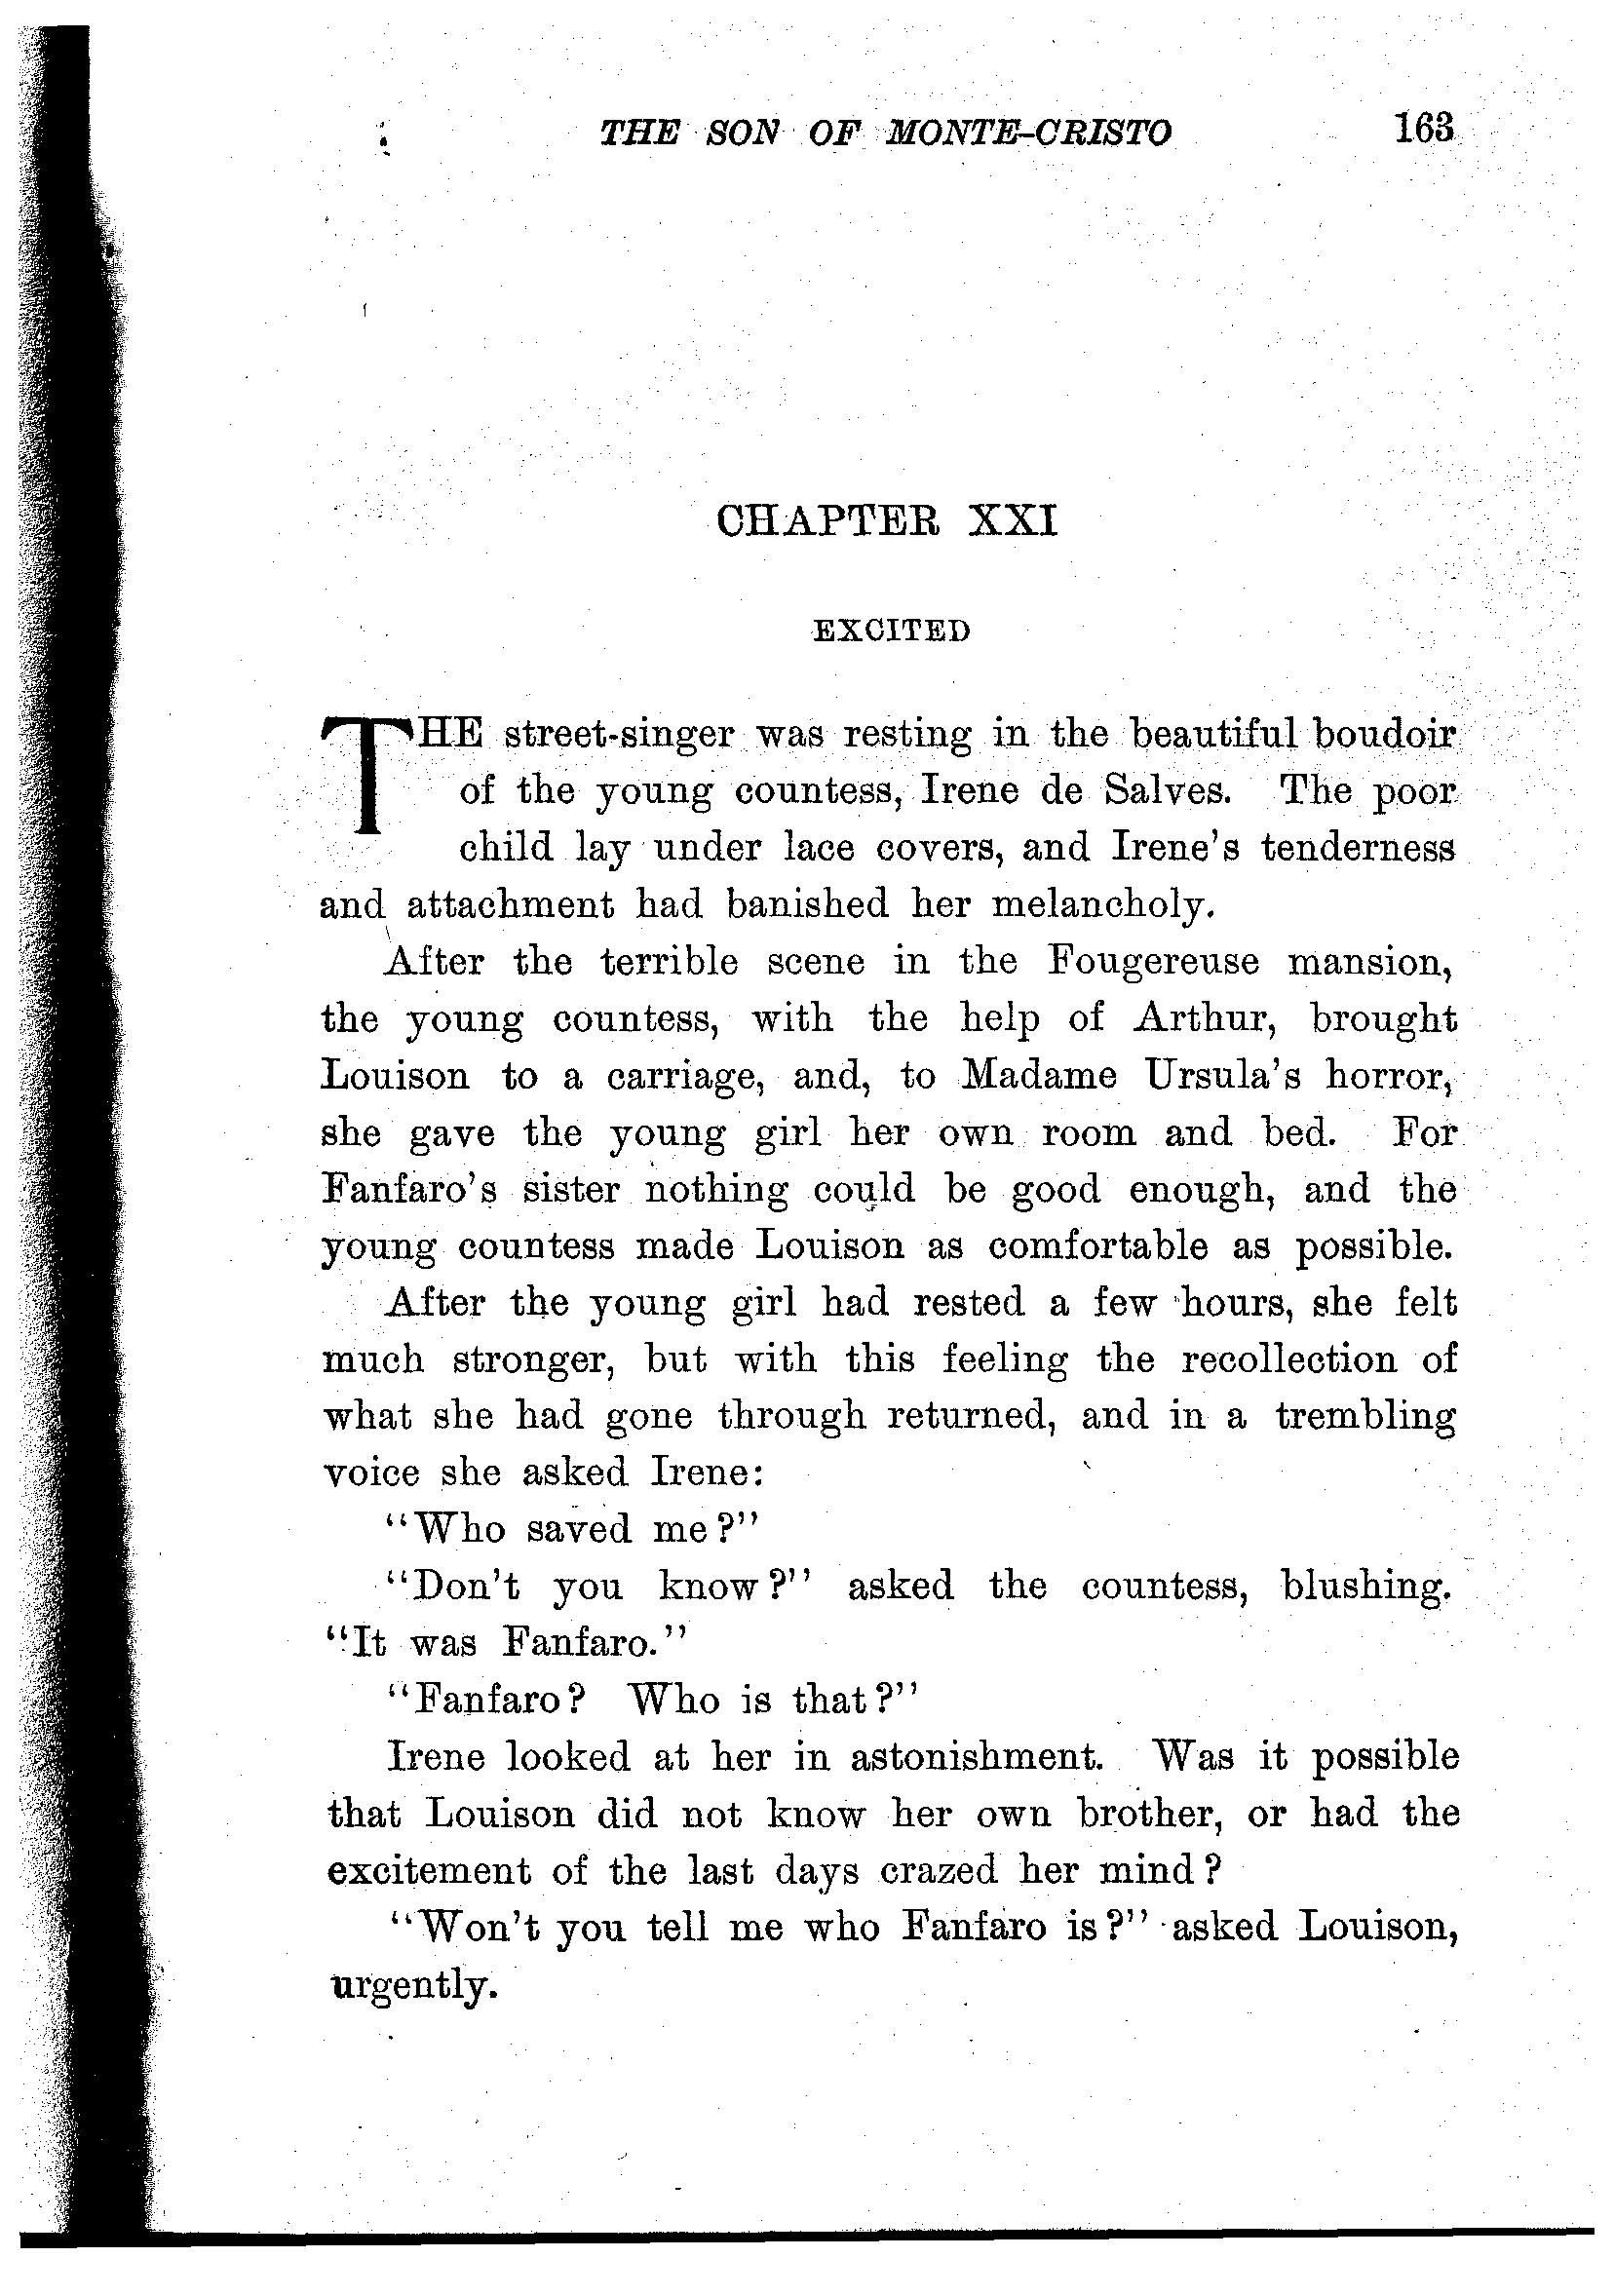 THE SON OF MONTE-CRISTO 163
CHAPTER XXI
EXCITED
THE street-singer was resting in the beautiful boudoir
of the young countess, Irene de Salves. The poor
child lay under lace covers, and Irene's tenderness
and attachment had banished her melancholy.
After the terrible scene in the Fougereuse mansion,
the young countess, with the help of Arthur, brought
Louison to a carriage, and, to Madame Ursula's horror,
she gave the young girl her own room and bed. For
Fanfaro's sister nothing could be good enough, and the
young countess made Louison as comfortable as possible.
After the young girl had rested a few hours, she felt
much stronger, but with this feeling the recollection of
what she had gone through returned, and in a trembling
voice she asked Irene:
"Who saved me?"
"Don't you know?" asked the countess, blushing.
"It was Fanfaro."
"Fanfaro? Who is that?"
Irene looked at her in astonishment. Was it possible
that Louison did not know her own brother, or had the
excitement of the last days crazed her mind?
"Won't you tell me who Fanfaro is?" asked Louison,
urgently.